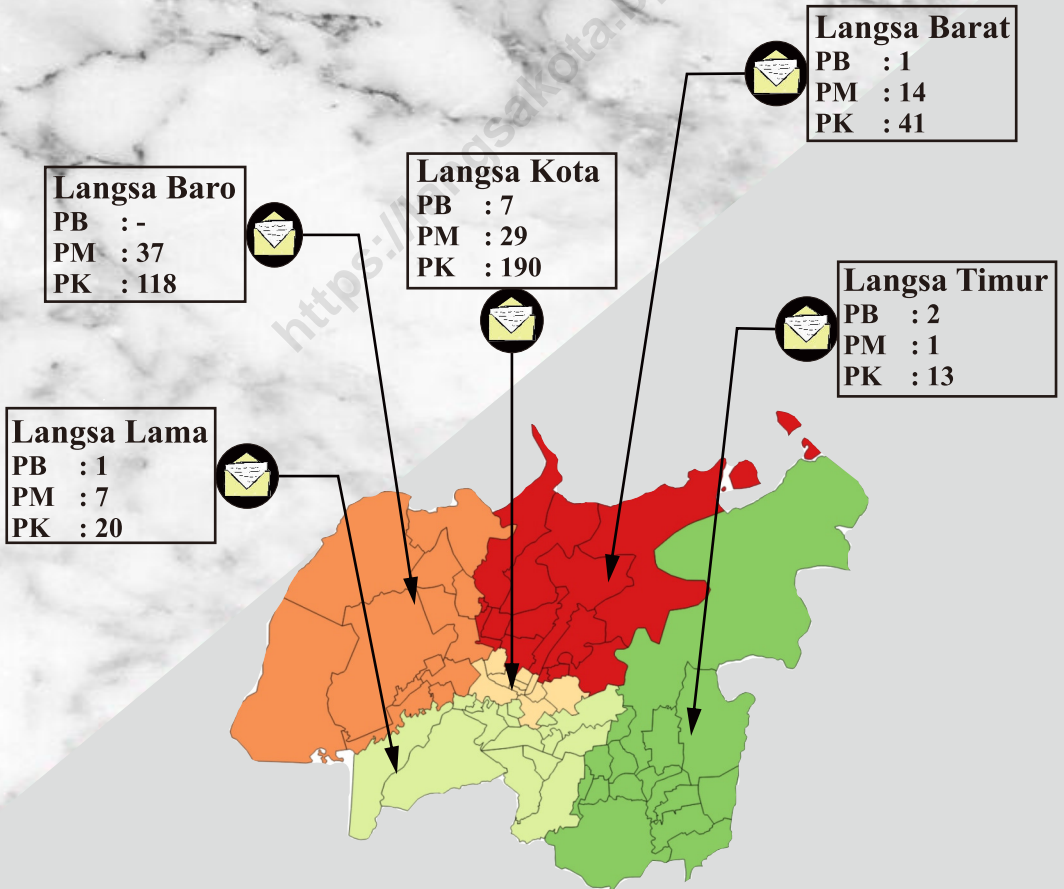 Langsa Barat
PB : 1
PM : 14
PK : 41
Langsa Baro
PB : -
PM : 37
PK : 118
Langsa Kota
PB : 7
PM : 29
PK : 190
Langsa Timur
PB : 2
PM : 1
PK : 13
Langsa Lama
PB : 1
PM : 7
PK : 20